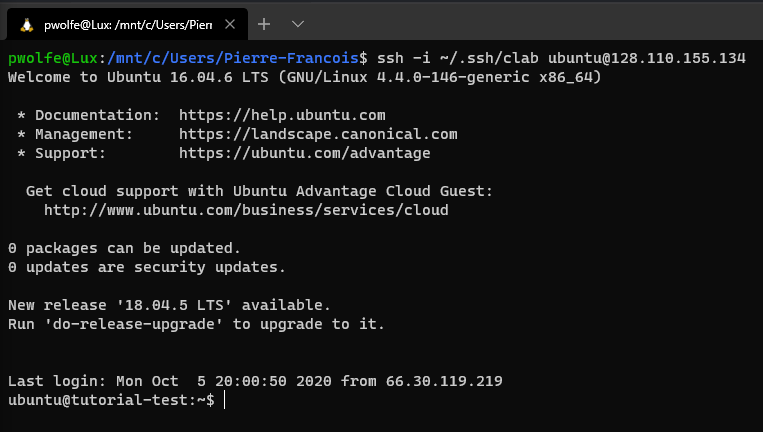 pwolfe@Lux: /mnt/c/Users/Pierr
pwolfe@Lux:/mnt/c/Users/Pierre-Francois$ ssh -i ~/.ssh/clab ubuntu@128.110.155.134
Welcome to Ubuntu 16.04.6 LTS (GNU/Linux 4.4.0-146-generic x86_64)
* Documentation:  https://help.ubuntu.com
* Management:     https://landscape.canonical.com
* Support:        https://ubuntu.com/advantage
Get cloud support with Ubuntu Advantage Cloud Guest:
http://www.ubuntu.com/business/services/cloud
0 packages can be updated.
0 updates are security updates.
New release '18.04.5 LTS' available.
Run 'do-release-upgrade' to upgrade to it.
Last login: Mon Oct  5 20:00:50 2020 from 66.30.119.219
ubuntu@tutorial-test:~$